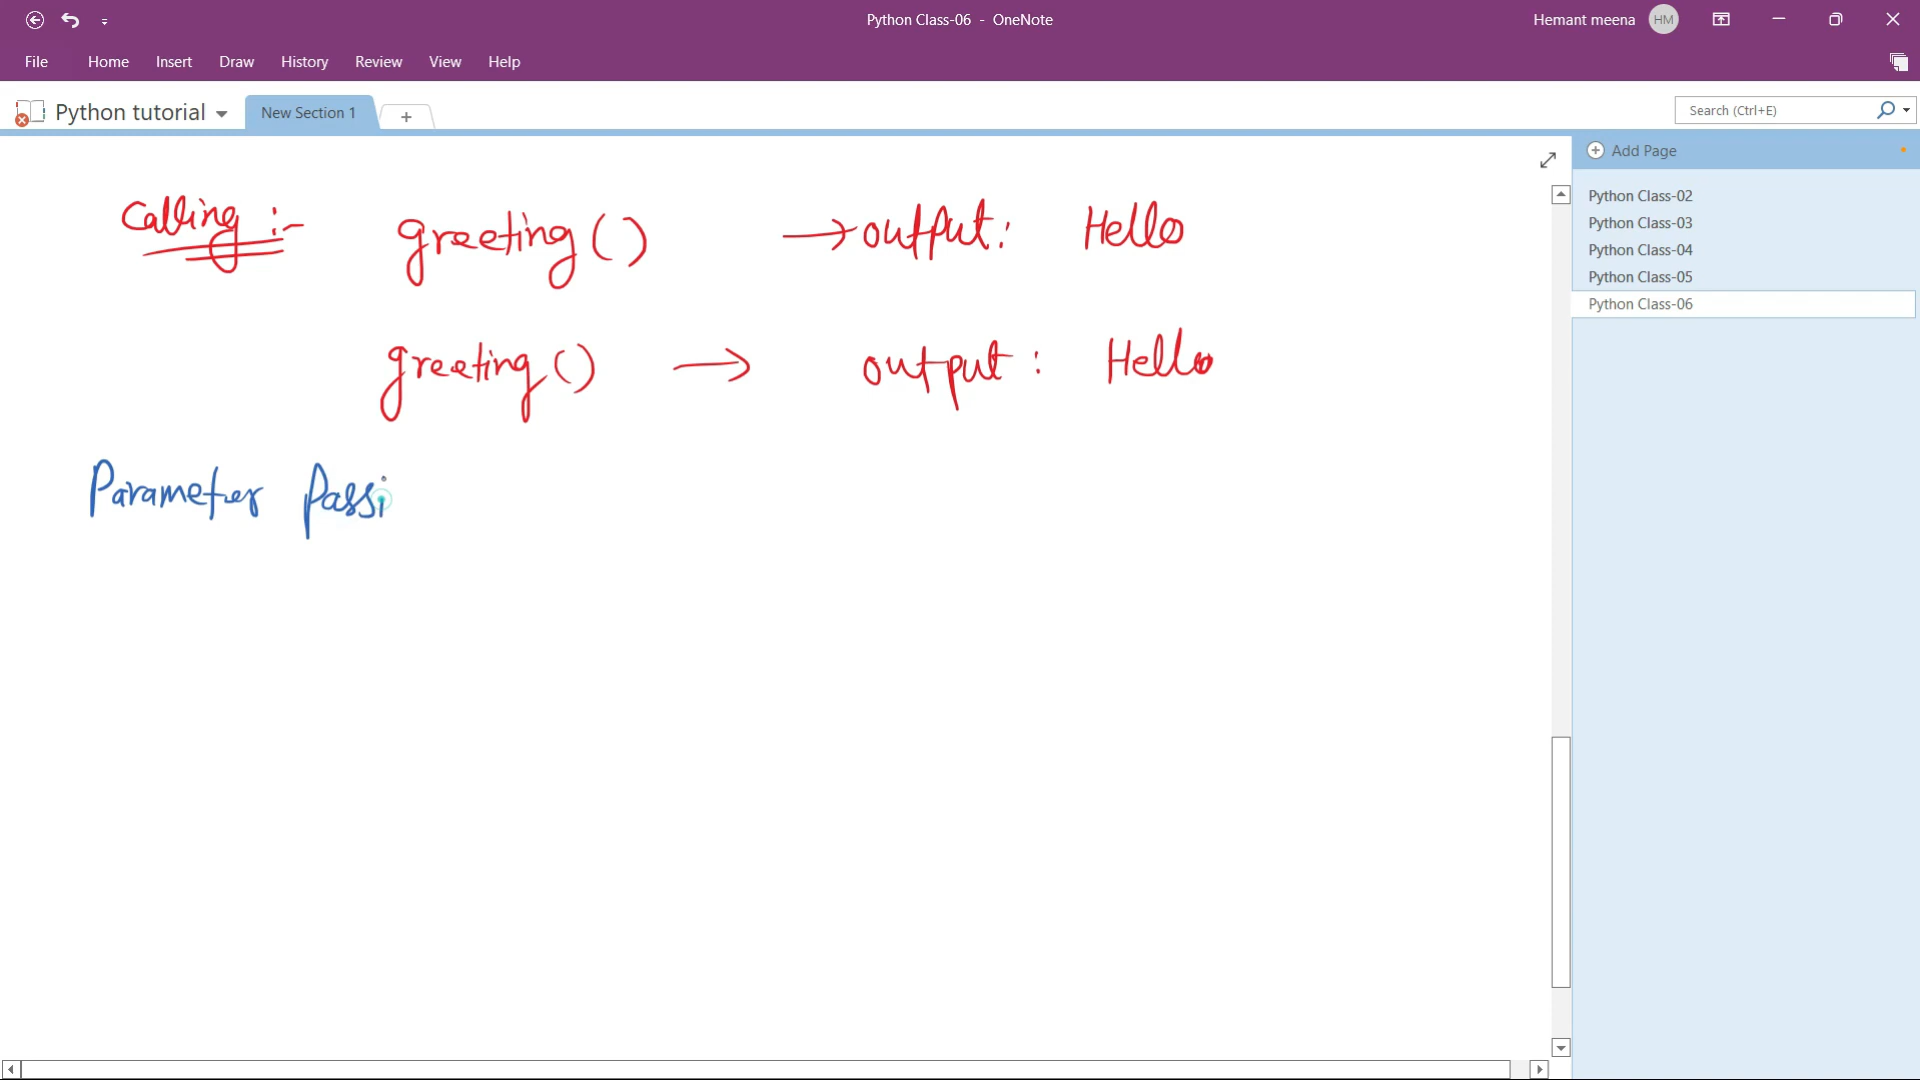 Python Class-06 - OneNote
Hemant meena HM
File Home Insert Draw History Review View Help
Python tutorial New Section 1 +
Search (Ctrl+E)
Add Page
Python Class-02
Python Class-03
Python Class-04
Python Class-05
Python Class-06
Calling :- greeting() → output: Hello
greeting() → output : Hello
Parameter Passi